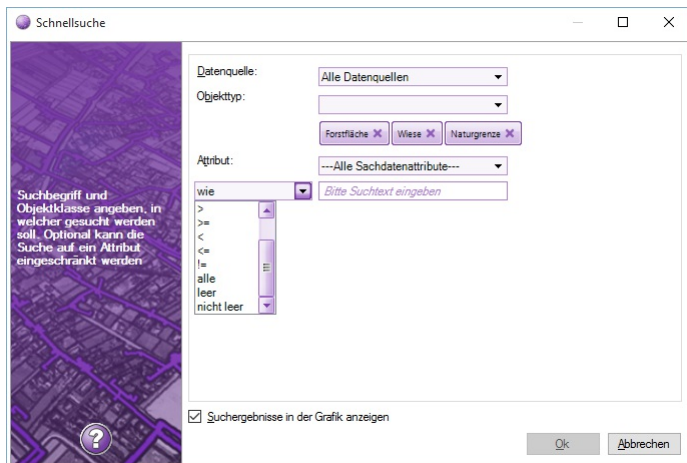 Schnellsuche
Suchbegriff und
Objektklasse angeben, in
welcher gesucht werden
soll. Optional kann die
Suche auf ein Attribut
eingeschränkt werden
Datenquelle:
Alle Datenquellen
Objekttyp:
Forstfläche
Wiese
Naturgrenze
Attribut:
---Alle Sachdatenattribute---
wie
Bitte Suchtext eingeben
>
>=
<
<=
!=
alle
leer
nicht leer
Suchergebnisse in der Grafik anzeigen
?
Ok
Abbrechen